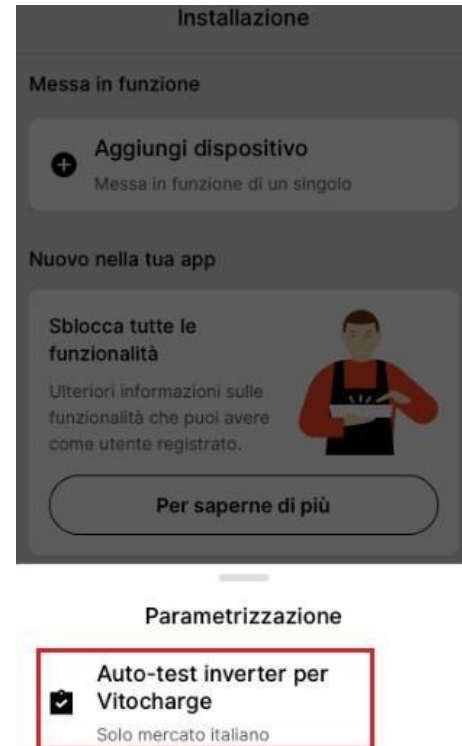 Installazione
Messa in funzione
Aggiungi dispositivo
Messa in funzione di un singolo
Nuovo nella tua app
Sblocca tutte le
funzionalità
Ulteriori informazioni sulle
funzionalità che puoi avere
come utente registrato.
Per saperne di più
Parametrizzazione
Auto-test inverter per
Vitocharge
Solo mercato italiano